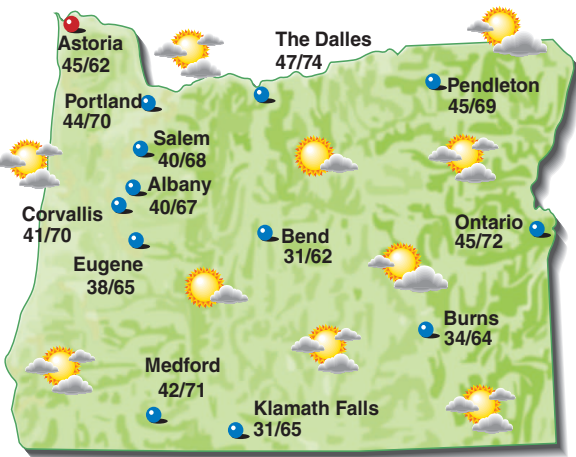 Astoria
45/62
The Dalles
47/74
Pendleton
45/69
Portland
44/70
Salem
40/68
Albany
40/67
Corvallis
41/70
Ontario
45/72
Bend
31/62
Eugene
38/65
Burns
34/64
Medford
42/71
Klamath Falls
31/65